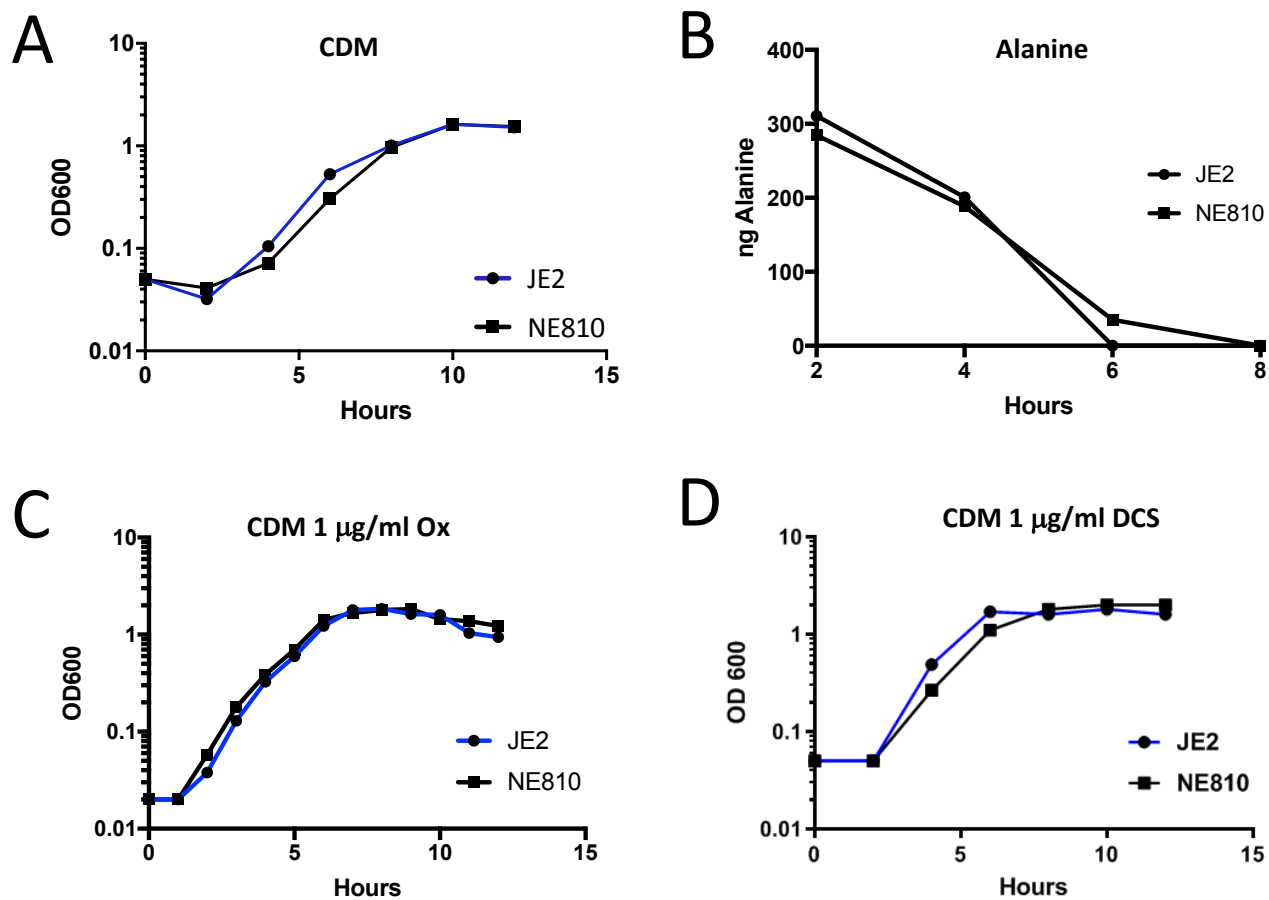 A
CDM
10
1
0.1
0.01
OD600
0
5
10
15
Hours
JE2
NE810
B
Alanine
400
300
200
100
0
ng Alanine
2
4
6
8
Hours
JE2
NE810
C
CDM 1 μg/ml Ox
10
1
0.1
0.01
OD600
0
5
10
15
Hours
JE2
NE810
D
CDM 1 μg/ml DCS
10
1
0.1
0.01
OD 600
0
5
10
15
Hours
JE2
NE810